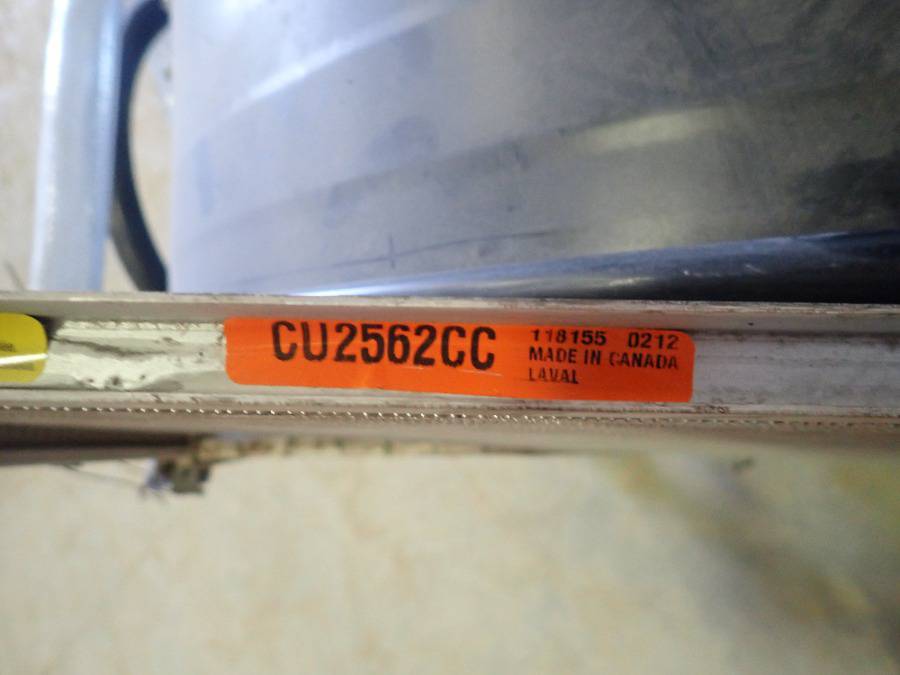 CU2562CC
118155 0212
MADE IN CANADA
LAVAL